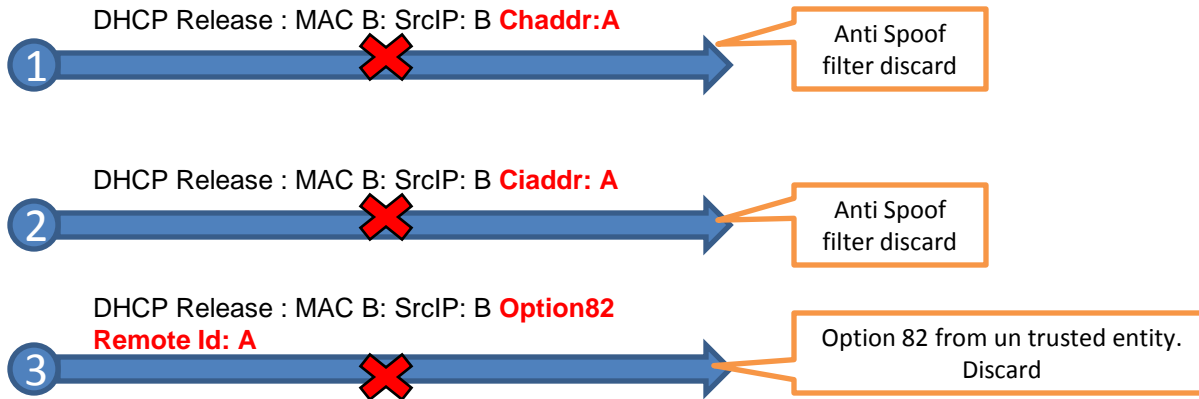 DHCP Release : MAC B: SrcIP: B Chaddr:A
1
Anti Spoof
filter discard
DHCP Release : MAC B: SrcIP: B Ciaddr: A
2
Anti Spoof
filter discard
DHCP Release : MAC B: SrcIP: B Option82
Remote Id: A
3
Option 82 from un trusted entity.
Discard